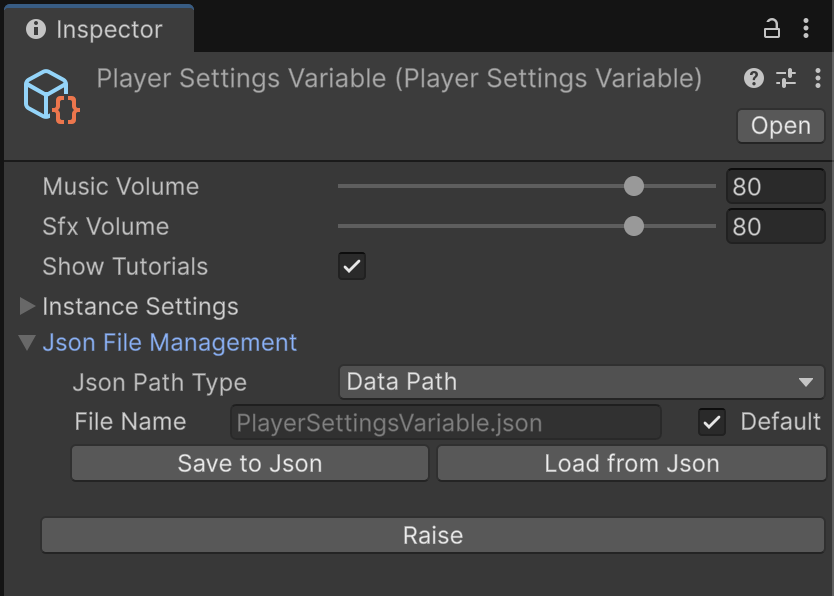 Inspector
Player Settings Variable (Player Settings Variable)
Open
Music Volume 80
Sfx Volume 80
Show Tutorials
Instance Settings
Json File Management
Json Path Type Data Path
File Name PlayerSettingsVariable.json Default
Save to Json Load from Json
Raise